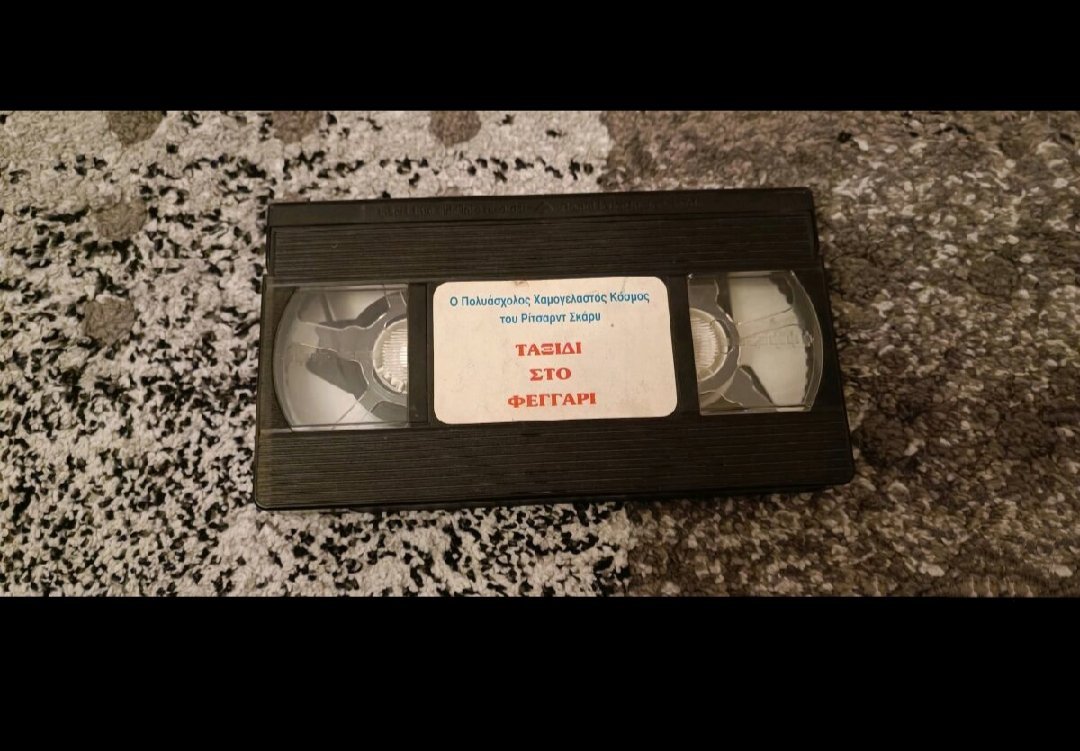 Ο Πολυάσχολος Χαμογελαστός Κόσμος
του Ρίτσαρντ Σκάρυ
ΤΑΞΙΔΙ
ΣΤΟ
ΦΕΓΓΑΡΙ